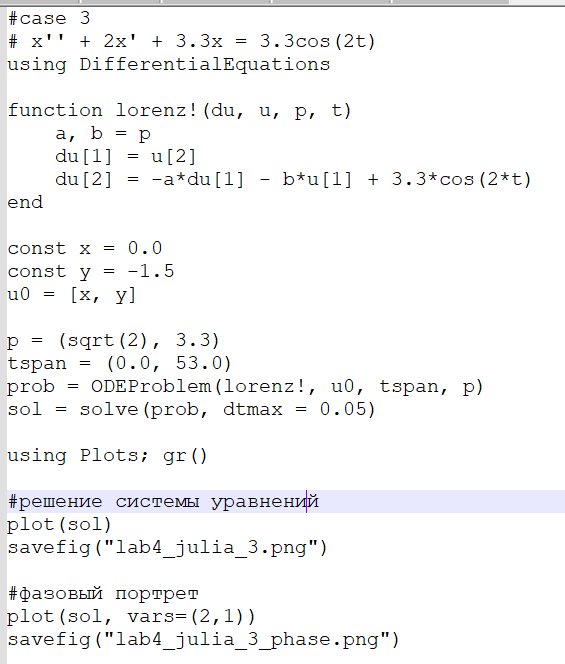 #case 3
# x'' + 2x' + 3.3x = 3.3cos(2t)
using DifferentialEquations
function lorenz!(du, u, p, t)
    a, b = p
    du[1] = u[2]
    du[2] = -a*du[1] - b*u[1] + 3.3*cos(2*t)
end
const x = 0.0
const y = -1.5
u0 = [x, y]
p = (sqrt(2), 3.3)
tspan = (0.0, 53.0)
prob = ODEProblem(lorenz!, u0, tspan, p)
sol = solve(prob, dtmax = 0.05)
using Plots; gr()
#решение системы уравнений
plot(sol)
savefig("lab4_julia_3.png")
#фазовый портрет
plot(sol, vars=(2,1))
savefig("lab4_julia_3_phase.png")